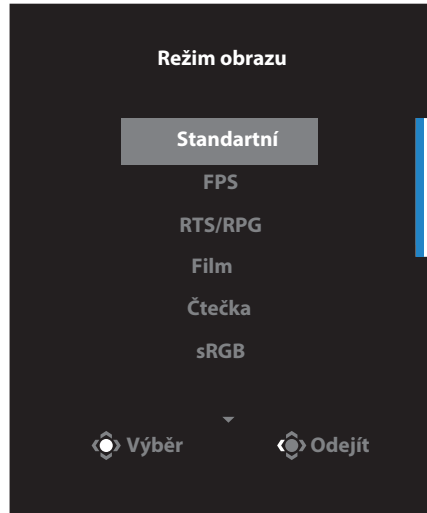 Režim obrazu
Standartní
FPS
RTS/RPG
Film
Čtečka
sRGB
Výběr Odejít